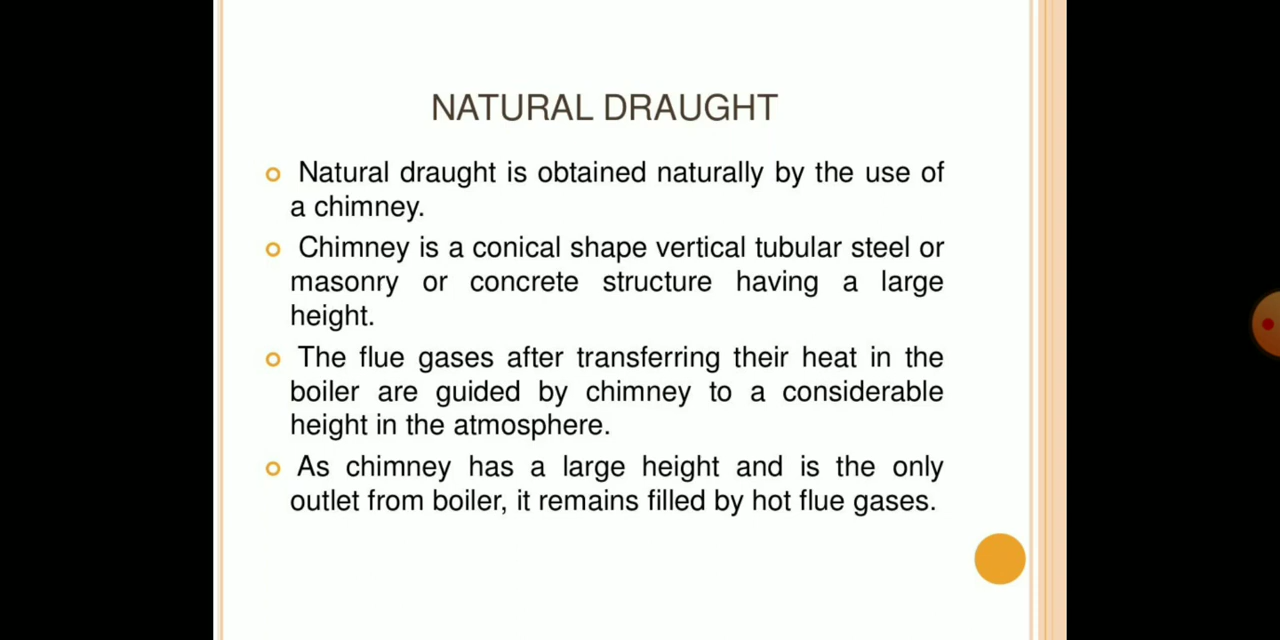 NATURAL DRAUGHT
Natural draught is obtained naturally by the use of
a chimney.
Chimney is a conical shape vertical tubular steel or
masonry or concrete structure having a large
height.
The flue gases after transferring their heat in the
boiler are guided by chimney to a considerable
height in the atmosphere.
As chimney has a large height and is the only
outlet from boiler, it remains filled by hot flue gases.